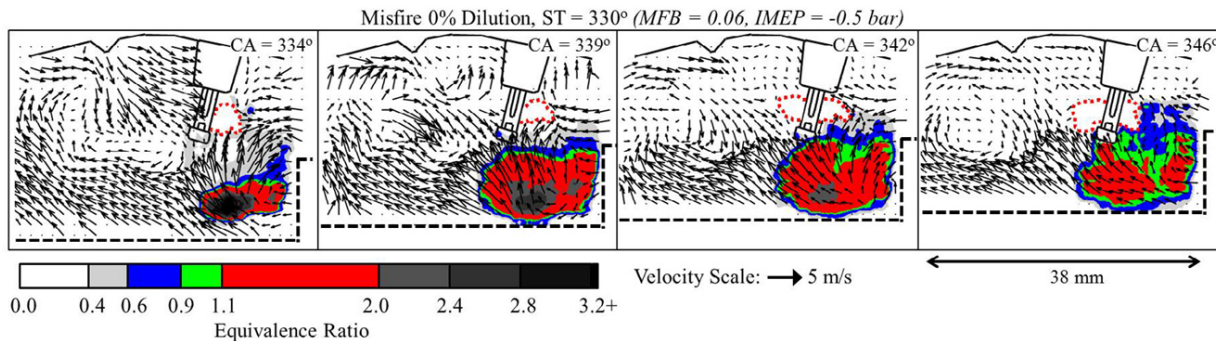 Misfire 0% Dilution, ST = 330° (MFB = 0.06, IMEP = -0.5 bar)
CA = 334° CA = 339° CA = 342° CA = 346°
Velocity Scale: 5 m/s 38 mm
0.0 0.4 0.6 0.9 1.1 2.0 2.4 2.8 3.2+
Equivalence Ratio